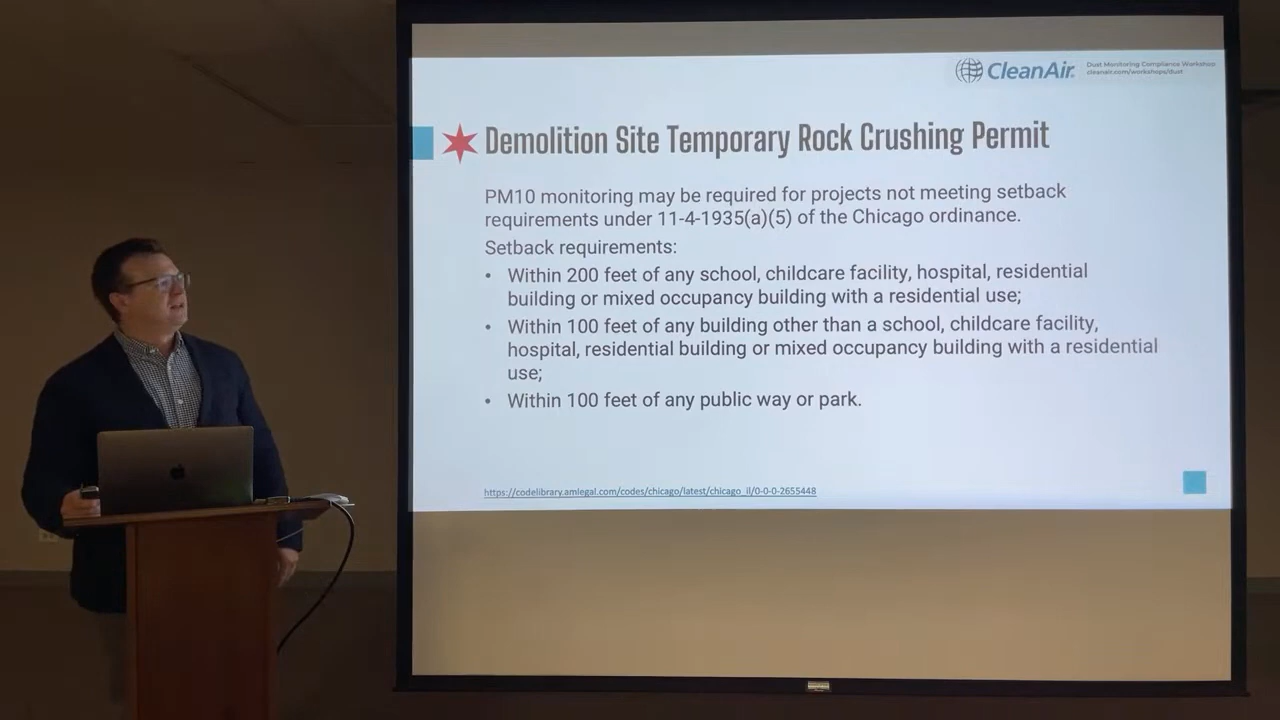 CleanAir
Dust Monitoring Compliance Workshop
cleanair.com/workshops/dust
Demolition Site Temporary Rock Crushing Permit
PM10 monitoring may be required for projects not meeting setback
requirements under 11-4-1935(a)(5) of the Chicago ordinance.
Setback requirements:
• Within 200 feet of any school, childcare facility, hospital, residential
building or mixed occupancy building with a residential use;
• Within 100 feet of any building other than a school, childcare facility,
hospital, residential building or mixed occupancy building with a residential
use;
• Within 100 feet of any public way or park.
https://codelibrary.amlegal.com/codes/chicago/latest/chicago_il/0-0-0-2655448